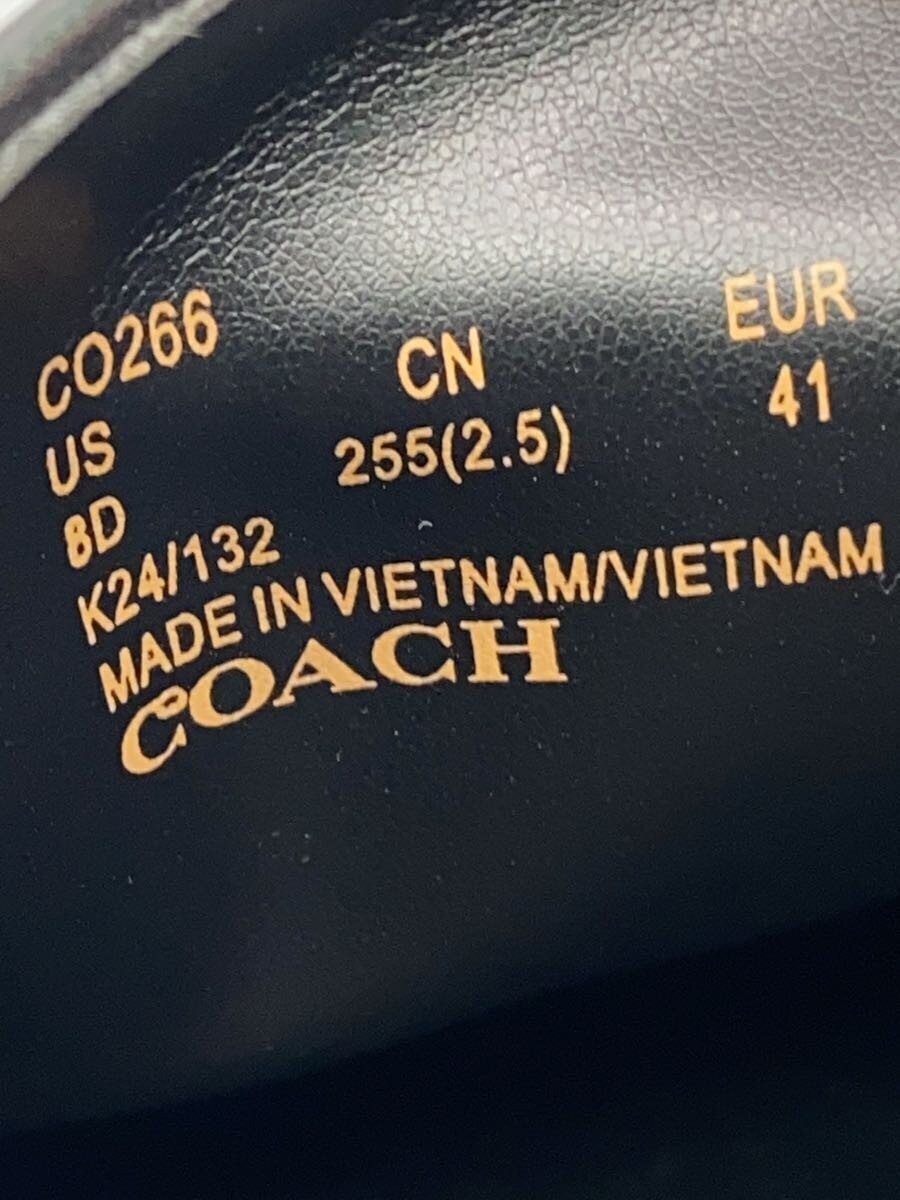 CO266
US CN EUR
8D 255(2.5) 41
K24/132
MADE IN VIETNAM/VIETNAM
COACH